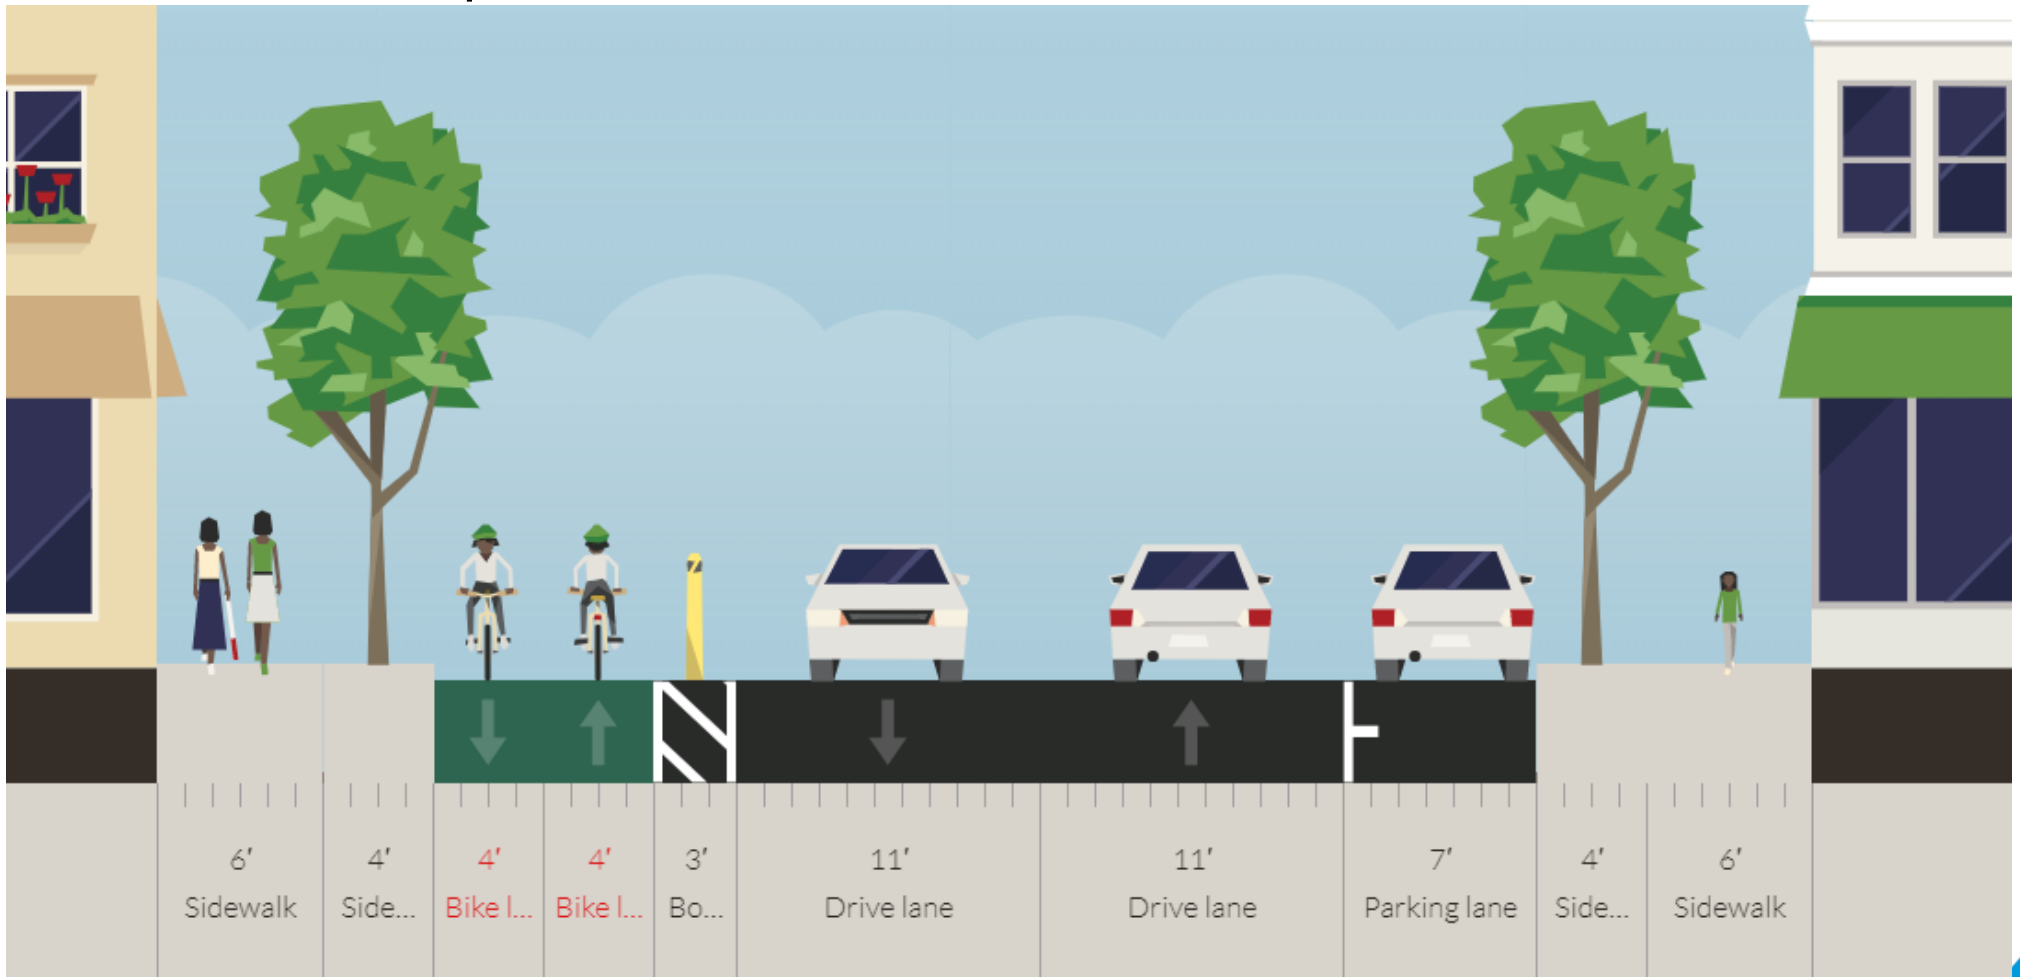 6′ 4′ 4′ 4′ 3′ 11′ 11′ 7′ 4′ 6′
Sidewalk Side... Bike l... Bike l... Bo... Drive lane Drive lane Parking lane Side... Sidewalk